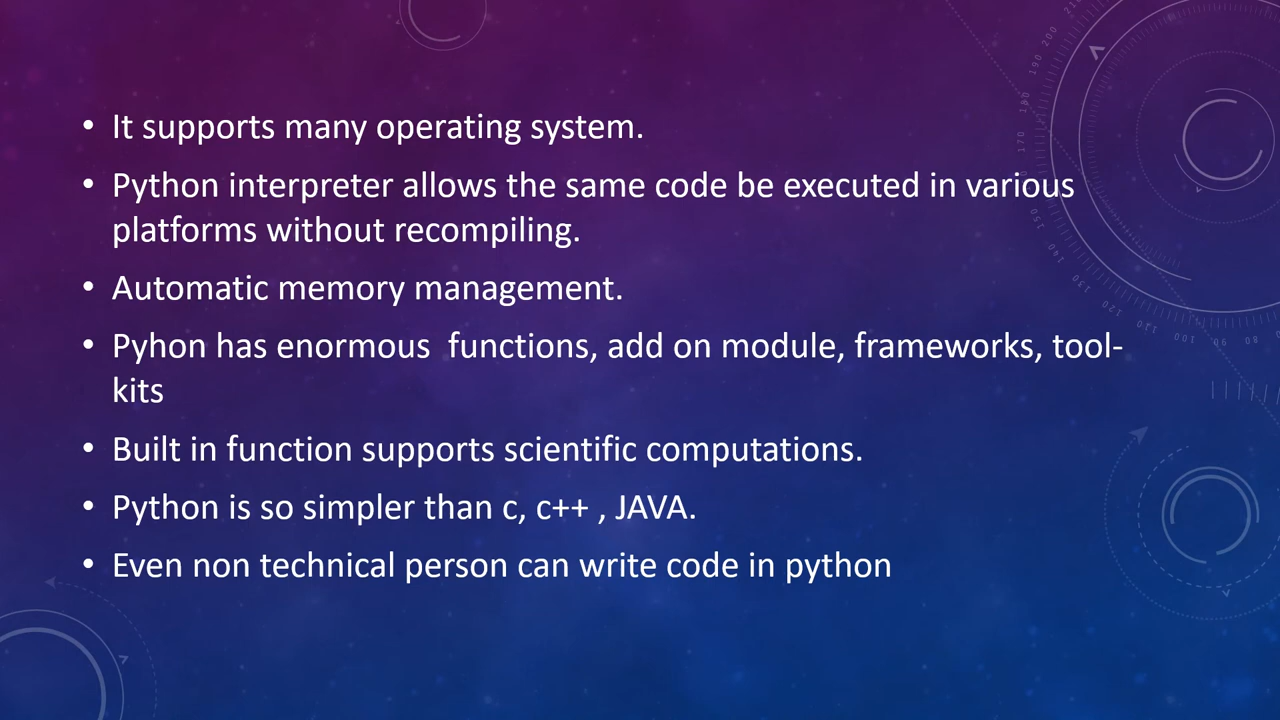 • It supports many operating system.
• Python interpreter allows the same code be executed in various
platforms without recompiling.
• Automatic memory management.
• Pyhon has enormous  functions, add on module, frameworks, tool-
kits
• Built in function supports scientific computations.
• Python is so simpler than c, c++ , JAVA.
• Even non technical person can write code in python